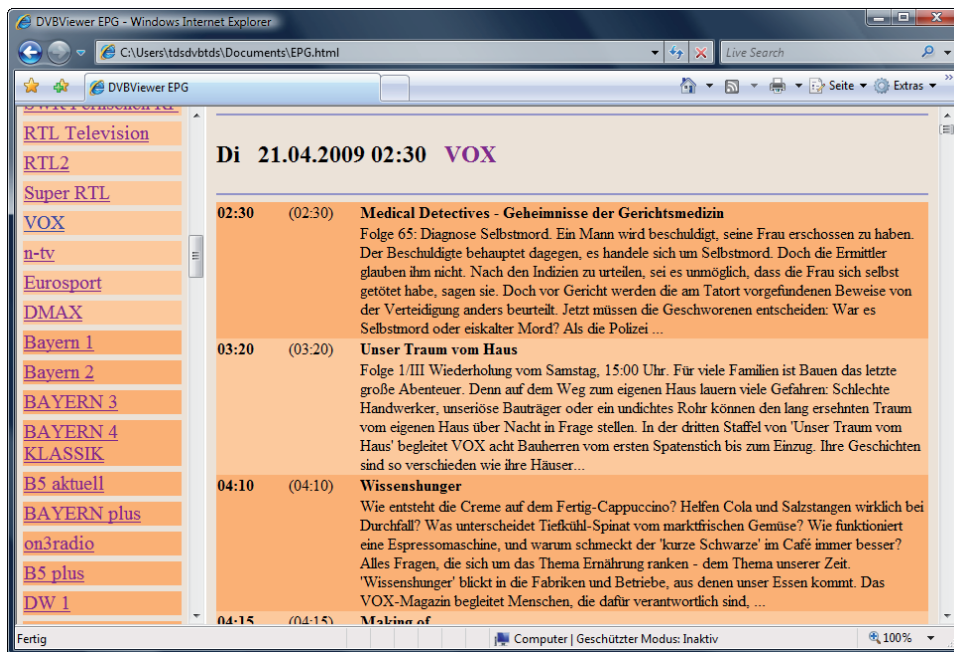 DVBViewer EPG - Windows Internet Explorer
C:\Users\tdsdvbtds\Documents\EPG.html
Live Search
DVBViewer EPG
Seite
Extras
RTL Television
RTL2
Super RTL
VOX
n-tv
Eurosport
DMAX
Bayern 1
Bayern 2
BAYERN 3
BAYERN 4
KLASSIK
B5 aktuell
BAYERN plus
on3radio
B5 plus
DW 1
Di 21.04.2009 02:30 VOX
02:30 (02:30) Medical Detectives - Geheimnisse der Gerichtsmedizin
Folge 65: Diagnose Selbstmord. Ein Mann wird beschuldigt, seine Frau erschossen zu haben.
Der Beschuldigte behauptet dagegen, es handele sich um Selbstmord. Doch die Ermittler
glauben ihm nicht. Nach den Indizien zu urteilen, sei es unmöglich, dass die Frau sich selbst
getötet habe, sagen sie. Doch vor Gericht werden die am Tatort vorgefundenen Beweise von
der Verteidigung anders beurteilt. Jetzt müssen die Geschworenen entscheiden: War es
Selbstmord oder eiskalter Mord? Als die Polizei ...
03:20 (03:20) Unser Traum vom Haus
Folge 1/III Wiederholung vom Samstag, 15:00 Uhr. Für viele Familien ist Bauen das letzte
große Abenteuer. Denn auf dem Weg zum eigenen Haus lauern viele Gefahren: Schlechte
Handwerker, unseriöse Bauträger oder ein undichtes Rohr können den lang ersehnten Traum
vom eigenen Haus über Nacht in Frage stellen. In der dritten Staffel von 'Unser Traum vom
Haus' begleitet VOX acht Bauherren vom ersten Spatenstich bis zum Einzug. Ihre Geschichten
sind so verschieden wie ihre Häuser...
04:10 (04:10) Wissenshunger
Wie entsteht die Creme auf dem Fertig-Cappuccino? Helfen Cola und Salzstangen wirklich bei
Durchfall? Was unterscheidet Tiefkühl-Spinat vom marktfrischen Gemüse? Wie funktioniert
eine Espressomaschine, und warum schmeckt der 'kurze Schwarze' im Café immer besser?
Alles Fragen, die sich um das Thema Ernährung ranken - dem Thema unserer Zeit.
'Wissenshunger' blickt in die Fabriken und Betriebe, aus denen unser Essen kommt. Das
VOX-Magazin begleitet Menschen, die dafür verantwortlich sind, ...
04:15 (04:15) Making of
Fertig
Computer | Geschützter Modus: Inaktiv
100%